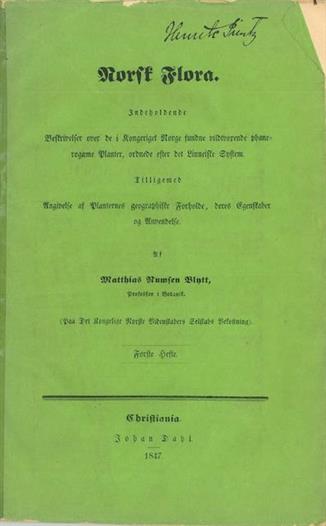 Norsk Flora.
Indeholdende
Beskrivelser over de i Kongeriget Norge fundne vildtvoxende phane-
rogame Planter, ordnede efter det Linneiske System.
Tilligemed
Angivelse af Planternes geographiske Forholde, deres Egenskaber
og Anvendelse.
Af
Matthias Numsen Blytt,
Professor i Botanik.
(Paa Det Kongelige Norske Videnskabers Selskabs Bekostning).
Første Hefte.
Christiania.
Johan Dahl.
1847.